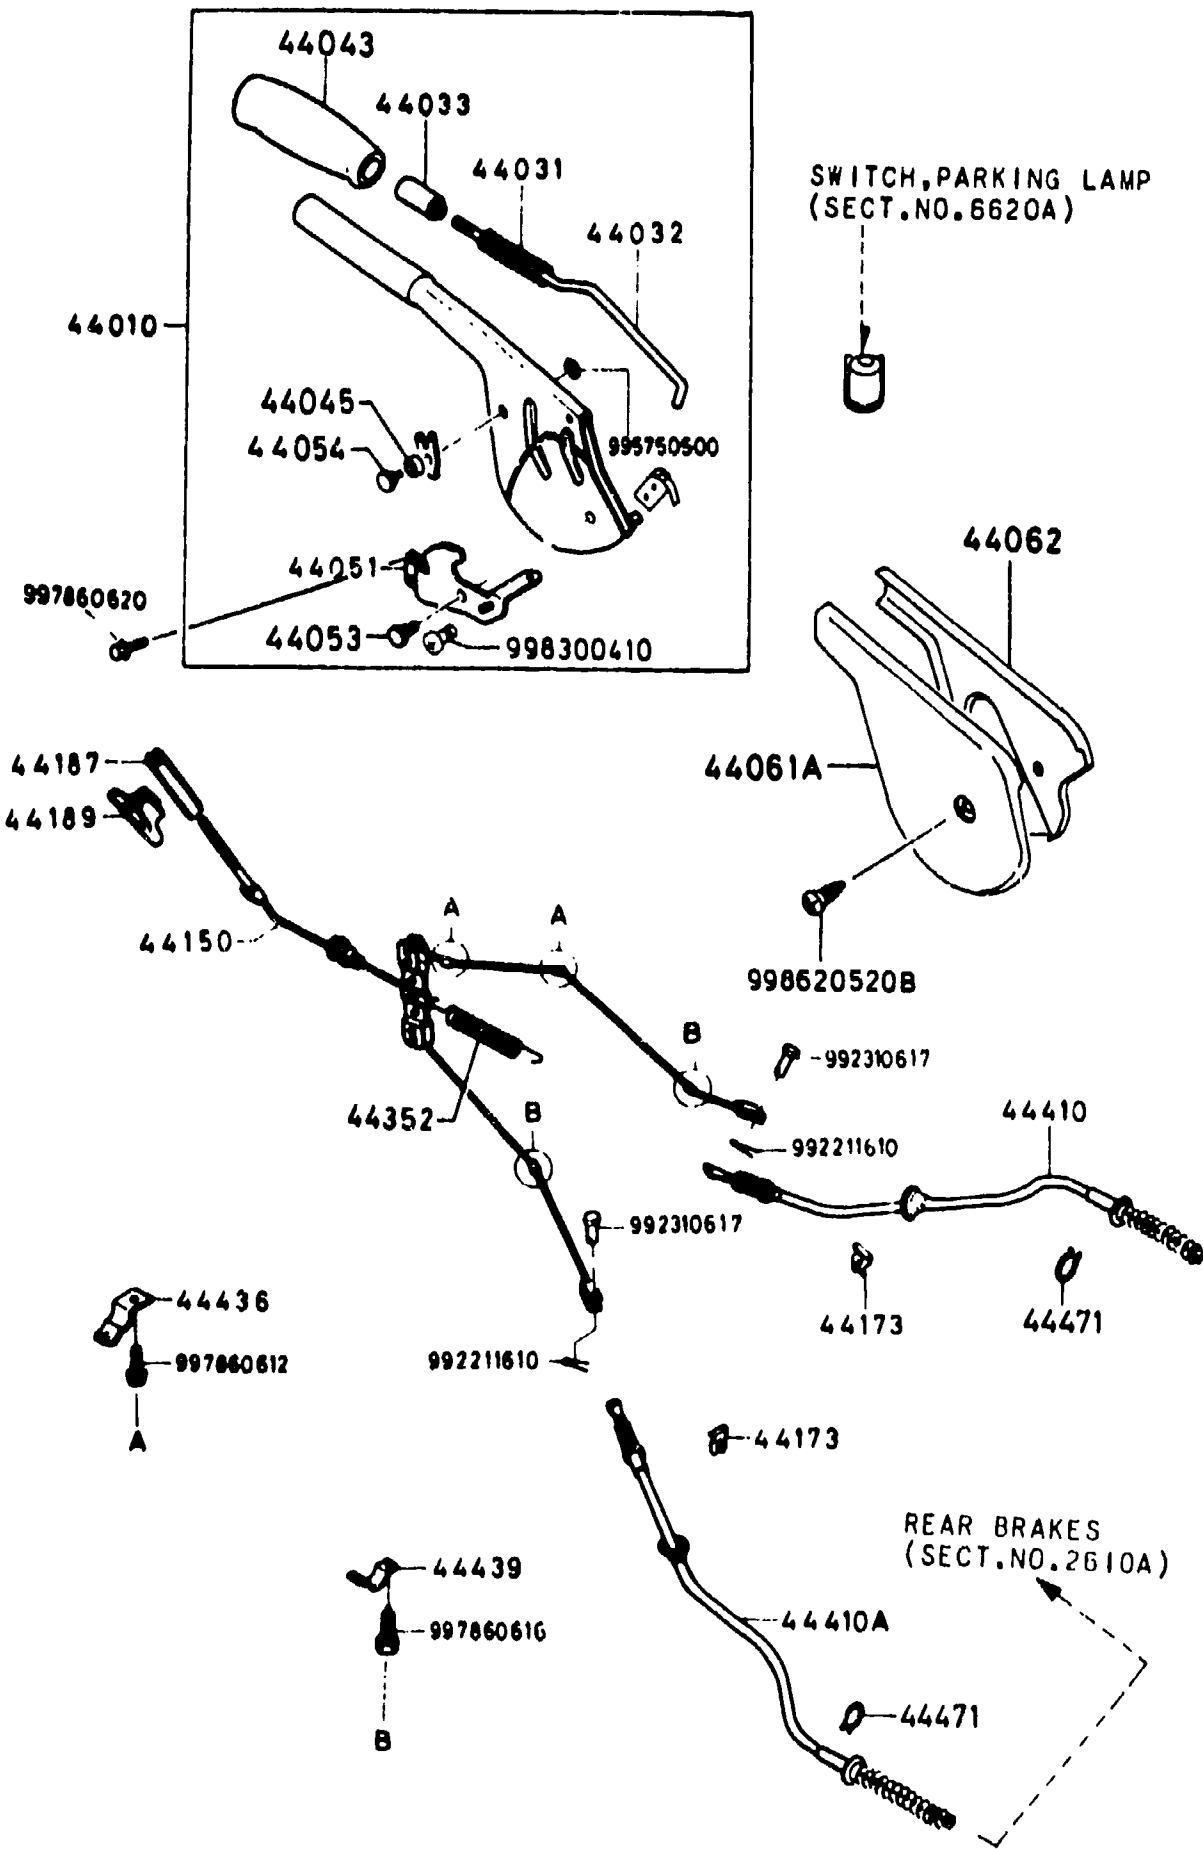 44043
44033
44031
44032
SWITCH,PARKING LAMP
(SECT.NO.6620A)
44010
44045
44054
995750500
44051
997860620
44053
998300410
44062
44061A
998620520B
44187
44189
44150
A
A
B
992310617
44352
B
992211610
44410
992310617
44173
44471
44436
997860612
992211610
A
44173
REAR BRAKES
(SECT.NO.2610A)
44439
997860616
44410A
44471
B